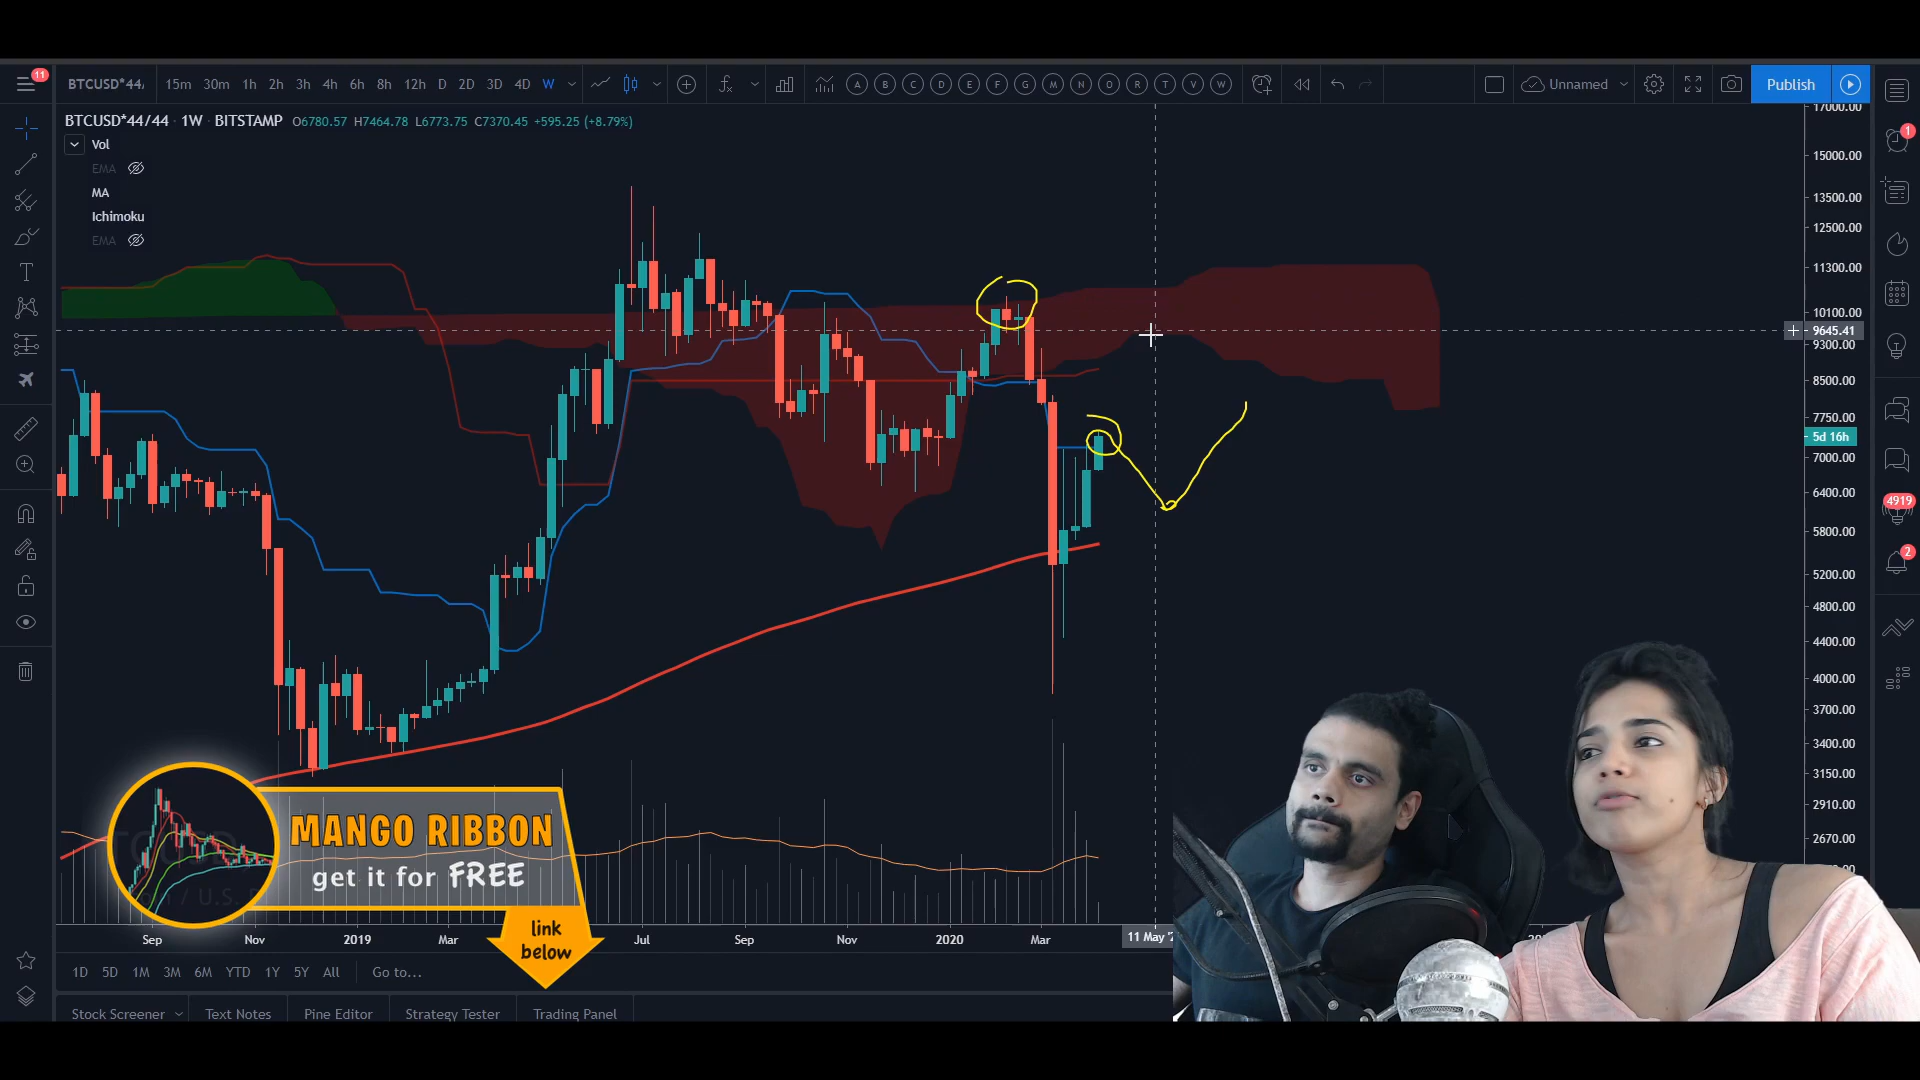 11
BTCUSD*44/
15m 30m 1h 2h 3h 4h 6h 8h 12h D 2D 3D 4D W
A B C D E F G M N O R T V W
Unnamed
Publish
BTCUSD*44/44 · 1W · BITSTAMP O6780.57 H7464.78 L6773.75 C7370.45 +595.25 (+8.79%)
Vol
EMA
MA
Ichimoku
EMA
17000.00
15000.00
13500.00
12500.00
11300.00
10100.00
9645.41
9300.00
8500.00
7750.00
5d 16h
7000.00
6400.00
5800.00
5200.00
4800.00
4400.00
4000.00
3700.00
3400.00
3150.00
2910.00
2670.00
1
4919
2
MANGO RIBBON
get it for FREE
link
below
Sep Nov 2019 Mar Jul Sep Nov 2020 Mar 11 May '2
1D 5D 1M 3M 6M YTD 1Y 5Y All Go to...
Stock Screener Text Notes Pine Editor Strategy Tester Trading Panel